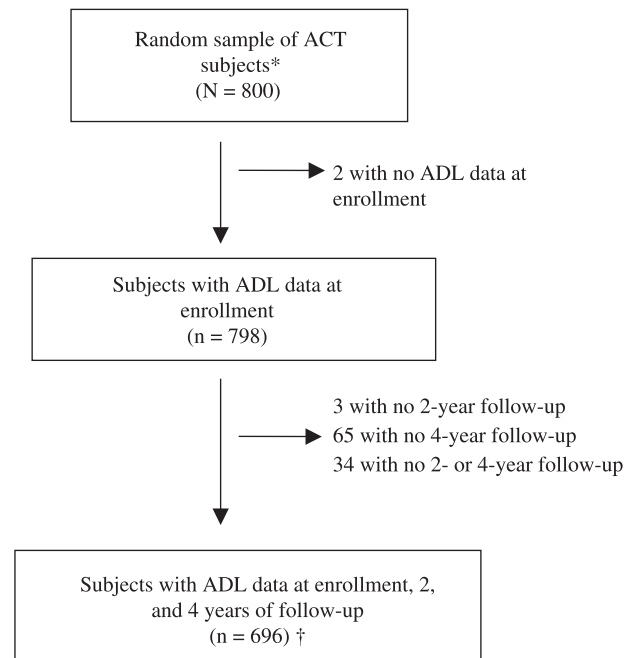 Random sample of ACT
subjects*
(N = 800)
2 with no ADL data at
enrollment
Subjects with ADL data at
enrollment
(n = 798)
3 with no 2-year follow-up
65 with no 4-year follow-up
34 with no 2- or 4-year follow-up
Subjects with ADL data at enrollment, 2,
and 4 years of follow-up
(n = 696) †